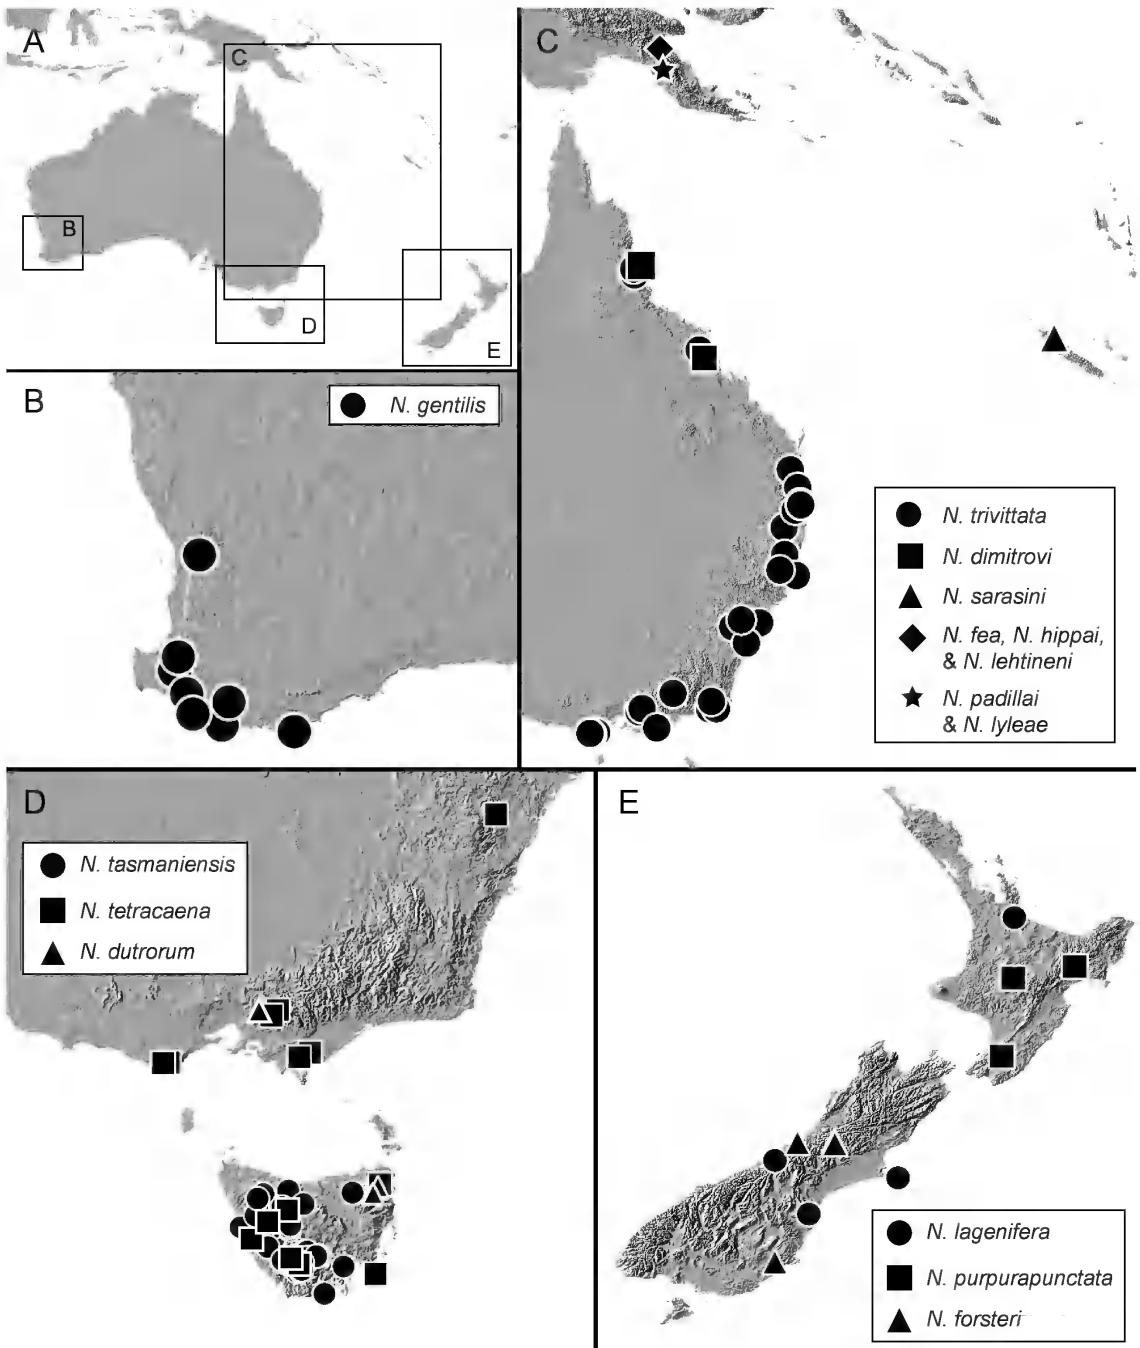 A
C
B
D
E
B
N. gentilis
C
N. trivittata
N. dimitrovi
N. sarasini
N. fea, N. hippai,
& N. lehtineni
N. padillai
& N. lyleae
D
N. tasmaniensis
N. tetracaena
N. dutrorum
E
N. lagenifera
N. purpurapunctata
N. forsteri